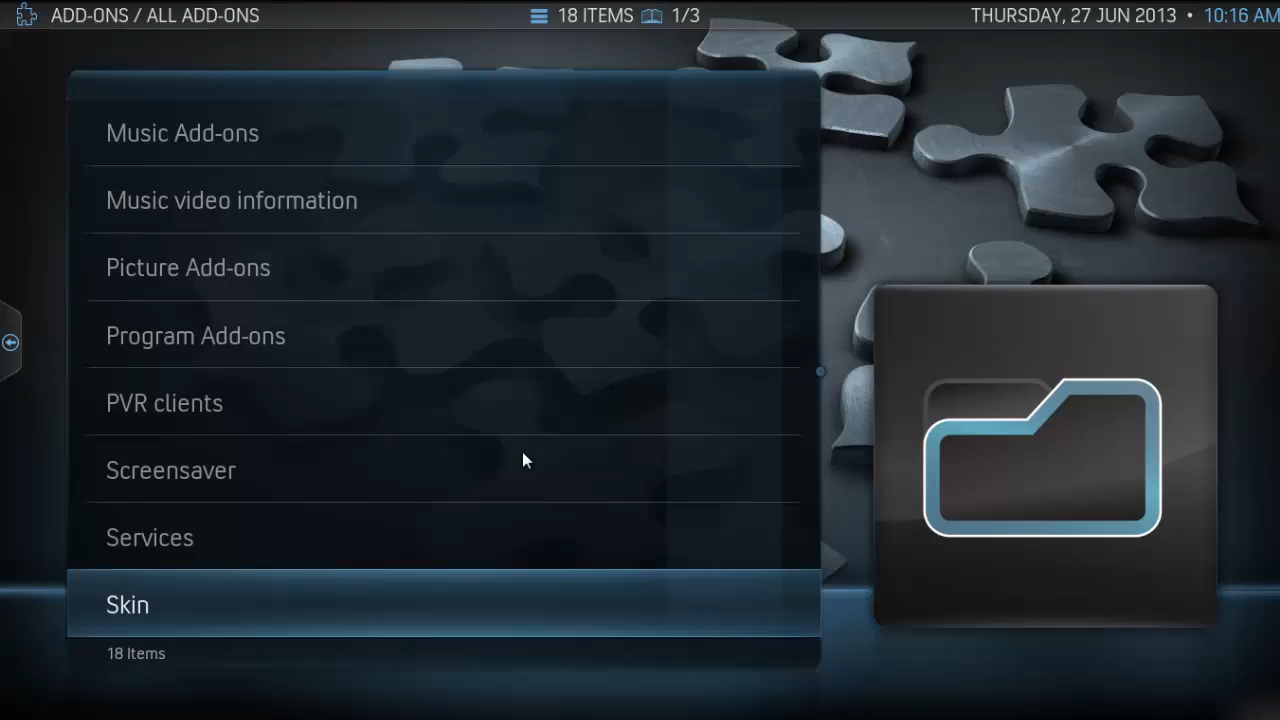 ADD-ONS / ALL ADD-ONS
18 ITEMS 1/3
THURSDAY, 27 JUN 2013 • 10:16 AM
Music Add-ons
Music video information
Picture Add-ons
Program Add-ons
PVR clients
Screensaver
Services
Skin
18 Items